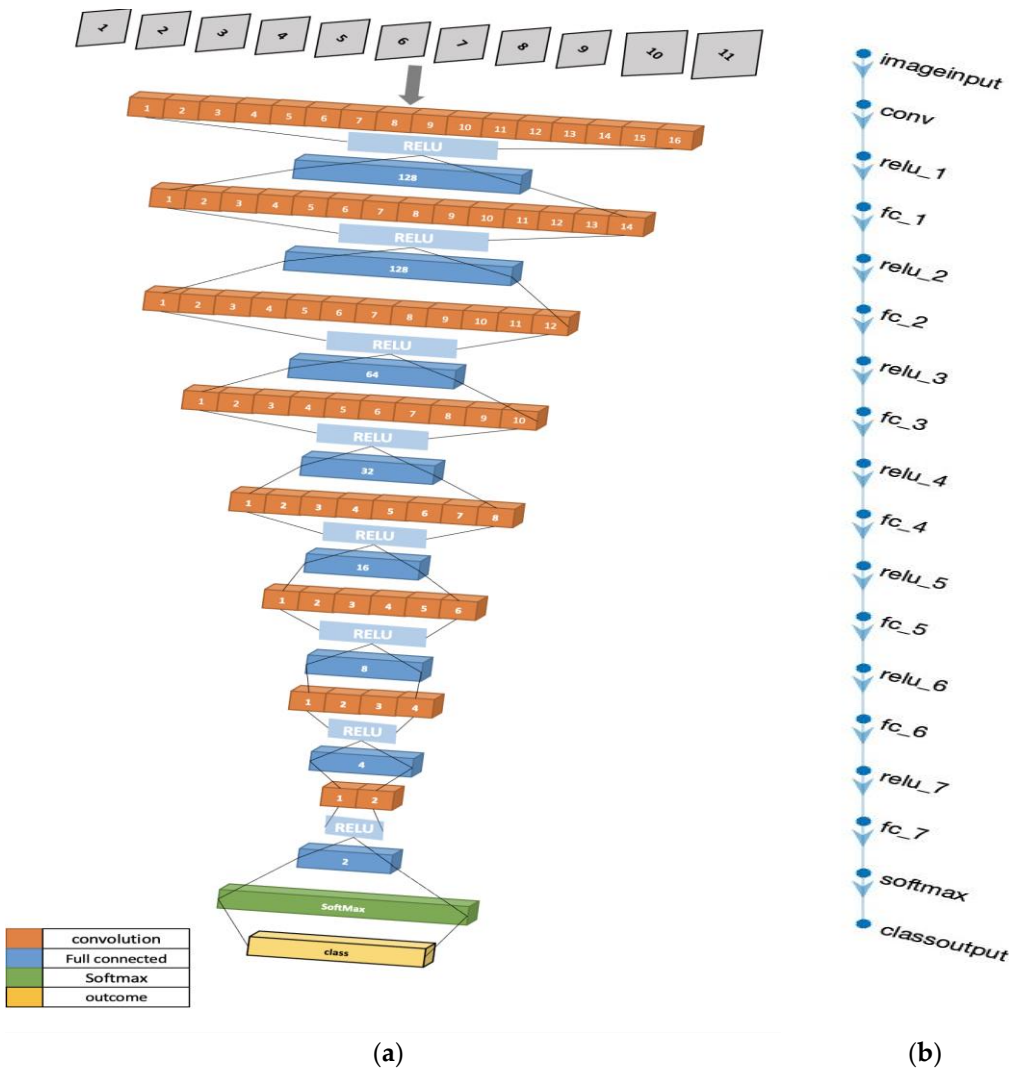 1 2 3 4 5 6 7 8 9 10 11
1 2 3 4 5 6 7 8 9 10 11 12 13 14 15 16
RELU
128
1 2 3 4 5 6 7 8 9 10 11 12 13 14
RELU
128
1 2 3 4 5 6 7 8 9 10 11 12
RELU
64
1 2 3 4 5 6 7 8 9 10
RELU
32
1 2 3 4 5 6 7 8
RELU
16
1 2 3 4 5 6
RELU
8
1 2 3 4
RELU
4
1 2
RELU
2
SoftMax
class
convolution
Full connected
Softmax
outcome
(a)
imageinput
conv
relu_1
fc_1
relu_2
fc_2
relu_3
fc_3
relu_4
fc_4
relu_5
fc_5
relu_6
fc_6
relu_7
fc_7
softmax
classoutput
(b)